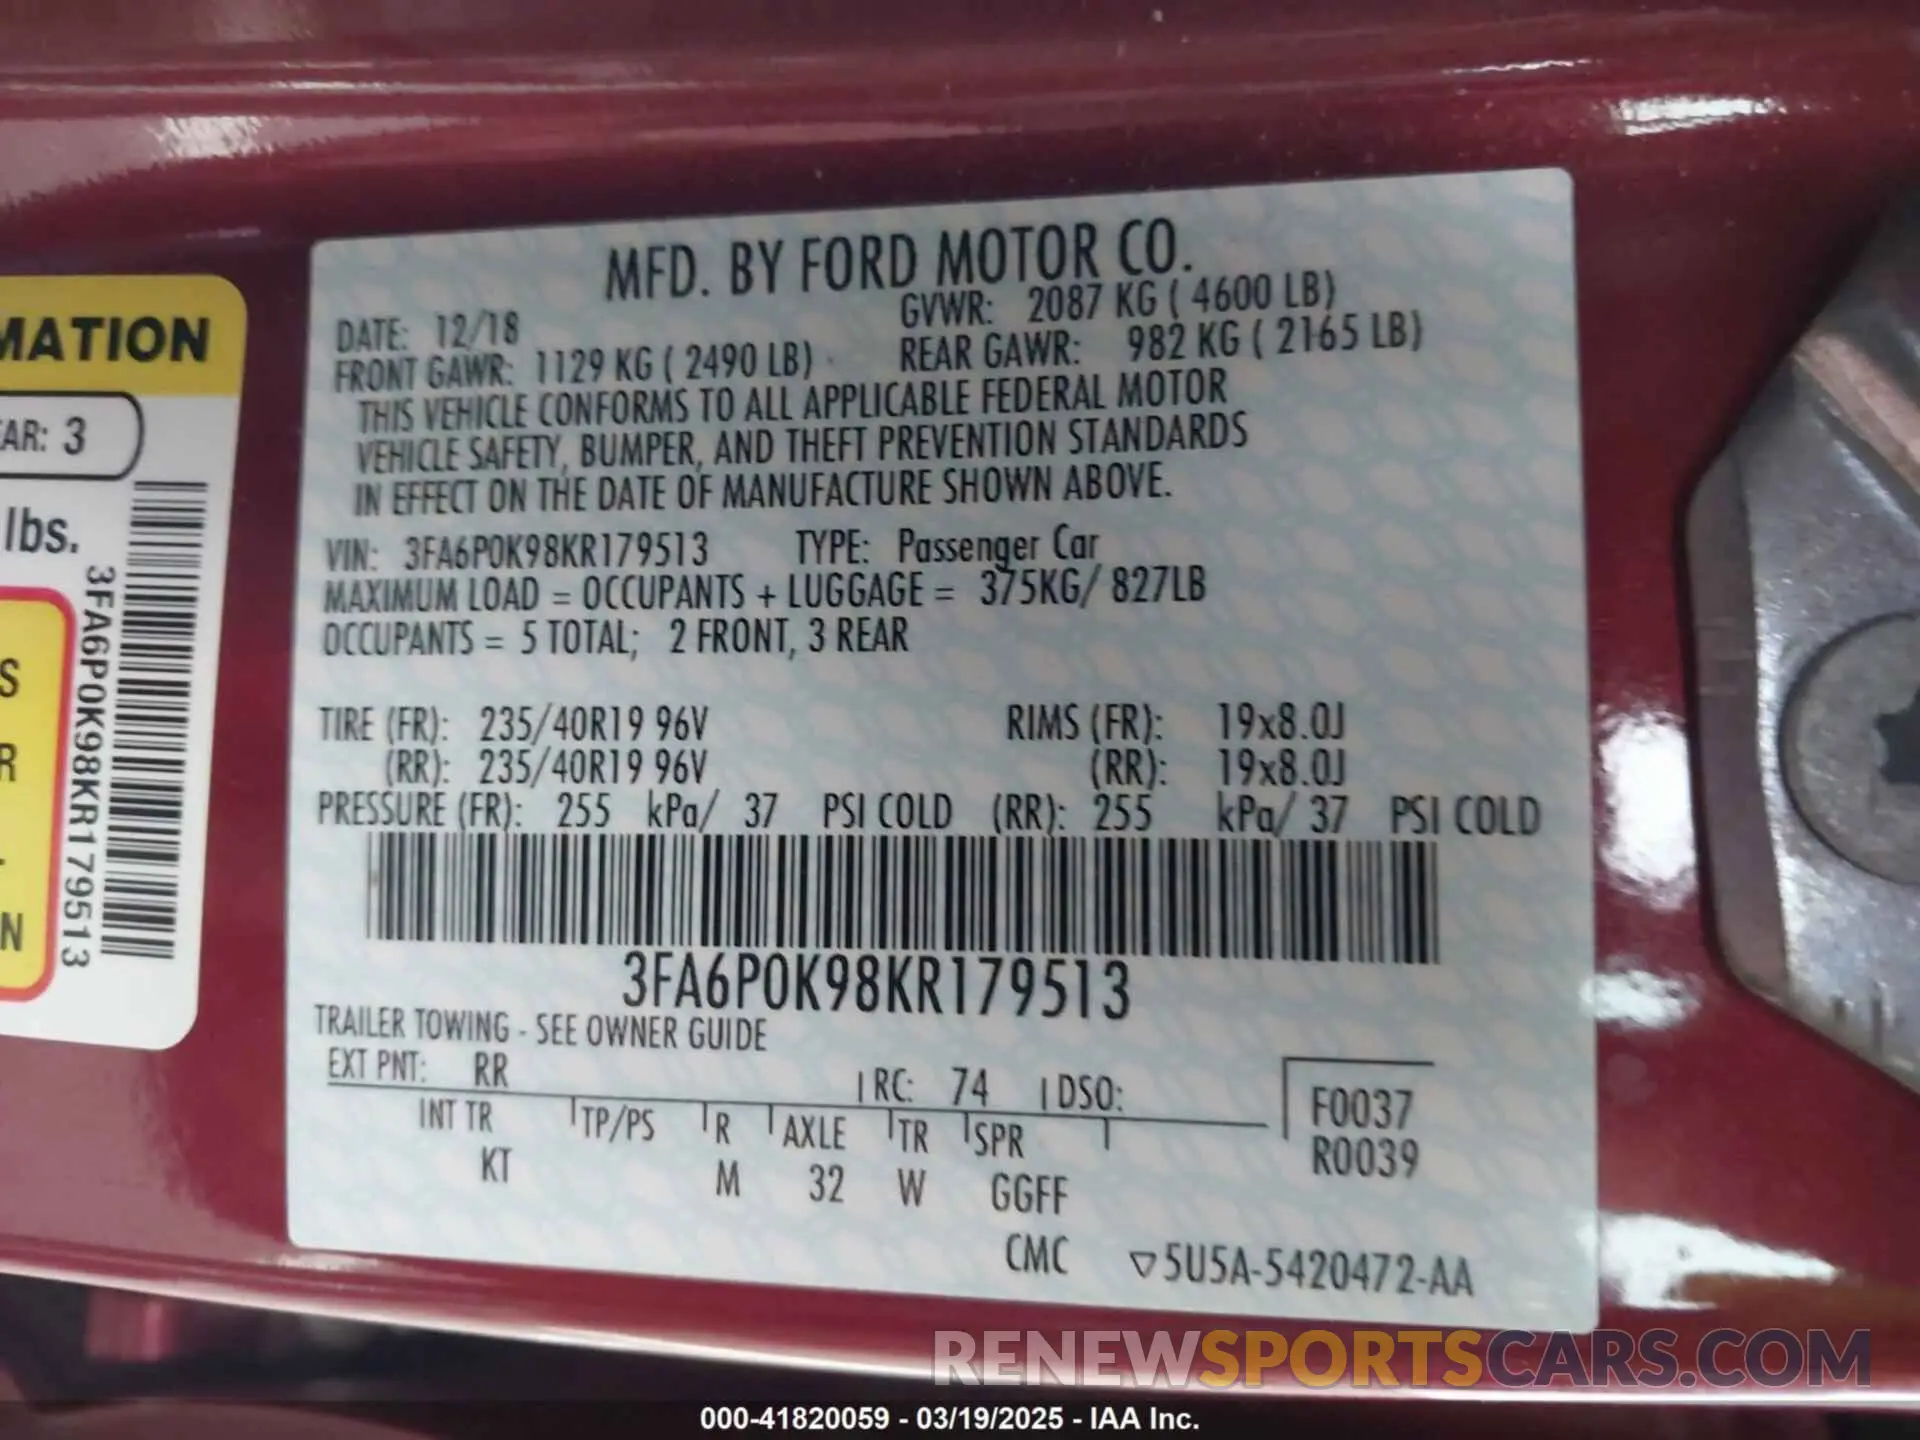 MFD. BY FORD MOTOR CO.
DATE: 12/18
GVWR: 2087 KG ( 4600 LB)
FRONT GAWR: 1129 KG ( 2490 LB)
REAR GAWR: 982 KG ( 2165 LB)
THIS VEHICLE CONFORMS TO ALL APPLICABLE FEDERAL MOTOR
VEHICLE SAFETY, BUMPER, AND THEFT PREVENTION STANDARDS
IN EFFECT ON THE DATE OF MANUFACTURE SHOWN ABOVE.
VIN: 3FA6P0K98KR179513 TYPE: Passenger Car
MAXIMUM LOAD = OCCUPANTS + LUGGAGE = 375KG/ 827LB
OCCUPANTS = 5 TOTAL; 2 FRONT, 3 REAR
TIRE (FR): 235/40R19 96V RIMS (FR): 19x8.0J
(RR): 235/40R19 96V (RR): 19x8.0J
PRESSURE (FR): 255 kPa/ 37 PSI COLD (RR): 255 kPa/ 37 PSI COLD
3FA6P0K98KR179513
TRAILER TOWING - SEE OWNER GUIDE
EXT PNT: RR RC: 74 DSO:
F0037
R0039
INT TR TP/PS R AXLE TR SPR
KT M 32 W GGFF
CMC ▽5U5A-5420472-AA
MATION
EAR: 3
lbs.
3FA6P0K98KR179513
S
R
N
RENEWSPORTSCARS.COM
000-41820059 - 03/19/2025 - IAA Inc.